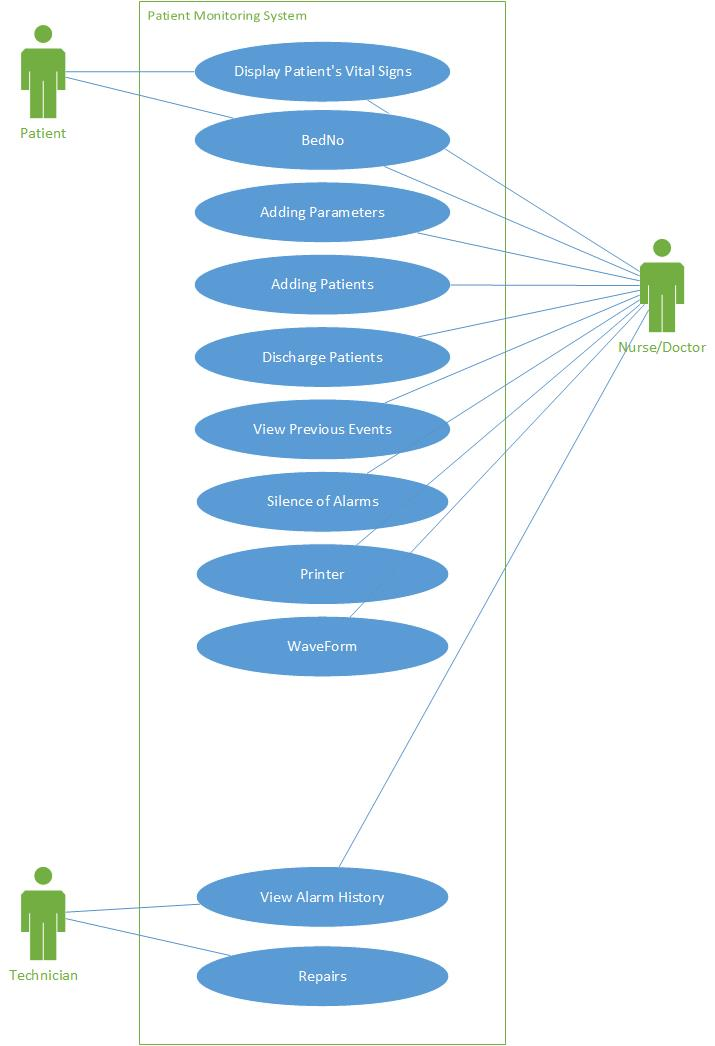 Patient Monitoring System
Display Patient's Vital Signs
Patient
BedNo
Adding Parameters
Adding Patients
Nurse/Doctor
Discharge Patients
View Previous Events
Silence of Alarms
Printer
WaveForm
View Alarm History
Technician
Repairs